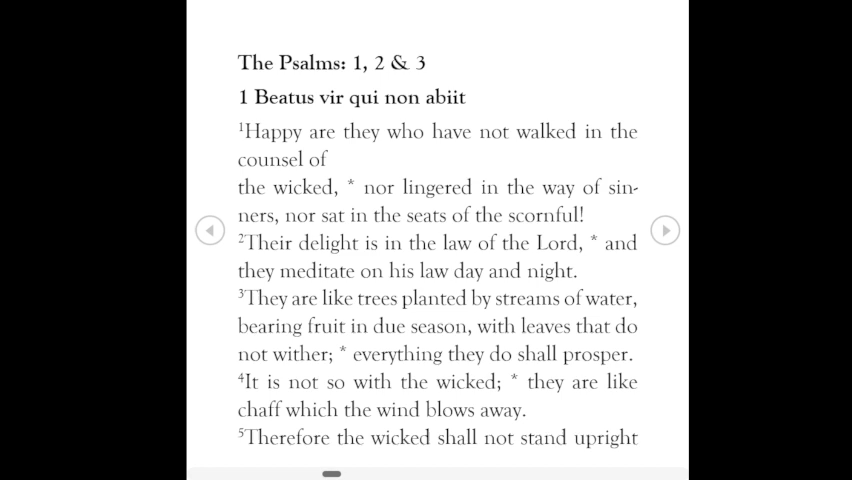 The Psalms: 1, 2 & 3
1 Beatus vir qui non abiit
¹Happy are they who have not walked in the
counsel of
the wicked, * nor lingered in the way of sin-
ners, nor sat in the seats of the scornful!
²Their delight is in the law of the Lord, * and
they meditate on his law day and night.
³They are like trees planted by streams of water,
bearing fruit in due season, with leaves that do
not wither; * everything they do shall prosper.
⁴It is not so with the wicked; * they are like
chaff which the wind blows away.
⁵Therefore the wicked shall not stand upright